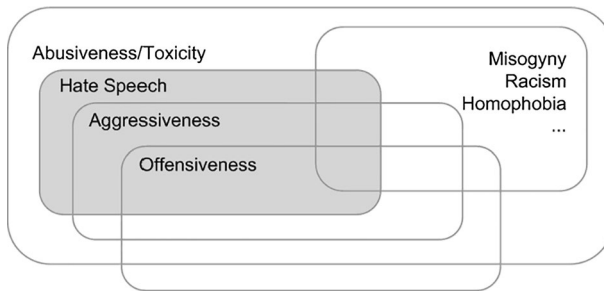 Abusiveness/Toxicity
Hate Speech
Aggressiveness
Offensiveness
Misogyny
Racism
Homophobia
...